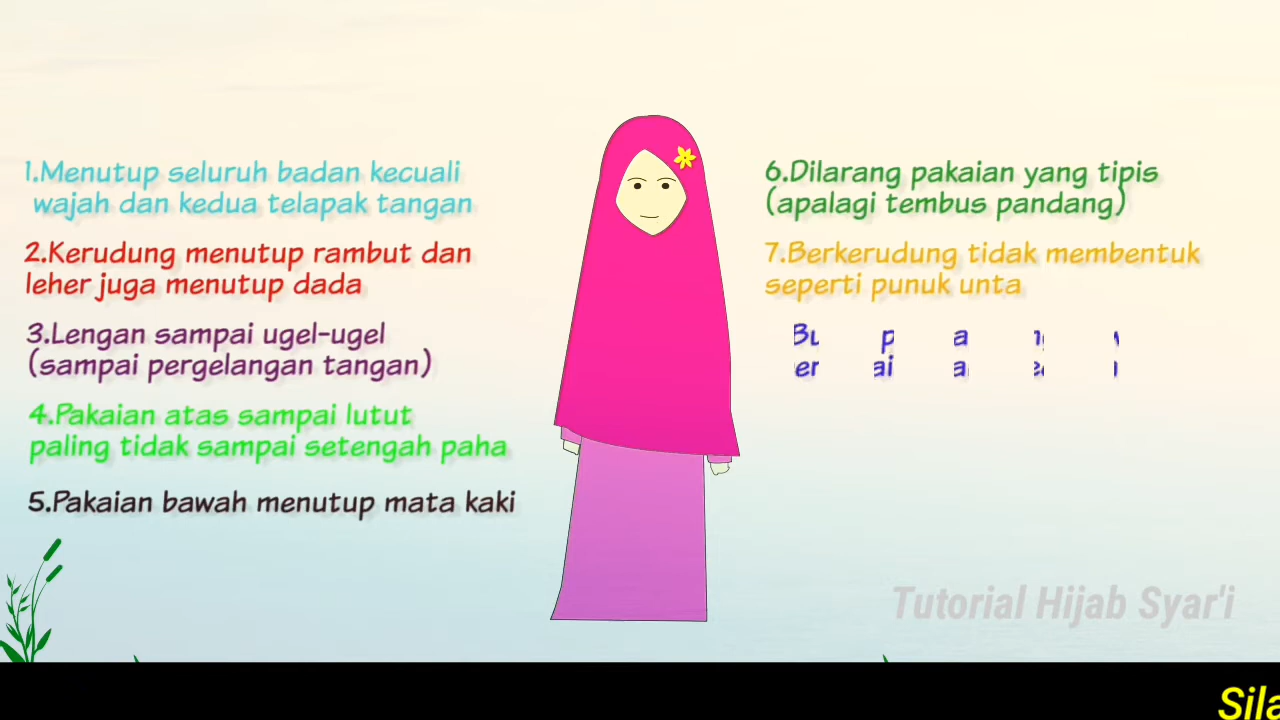 1.Menutup seluruh badan kecuali
wajah dan kedua telapak tangan
2.Kerudung menutup rambut dan
leher juga menutup dada
3.Lengan sampai ugel-ugel
(sampai pergelangan tangan)
4.Pakaian atas sampai lutut
paling tidak sampai setengah paha
5.Pakaian bawah menutup mata kaki
6.Dilarang pakaian yang tipis
(apalagi tembus pandang)
7.Berkerudung tidak membentuk
seperti punuk unta
Tutorial Hijab Syar'i